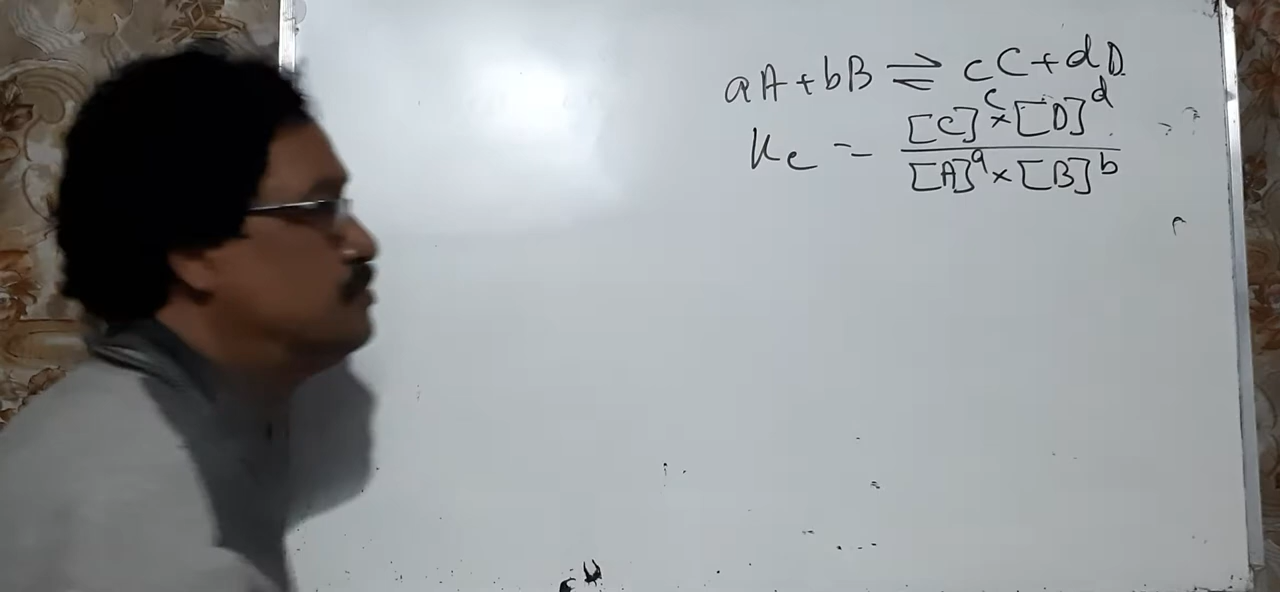 aA + bB ⇌ cC + dD
Kc = [C]^c × [D]^d / [A]^a × [B]^b